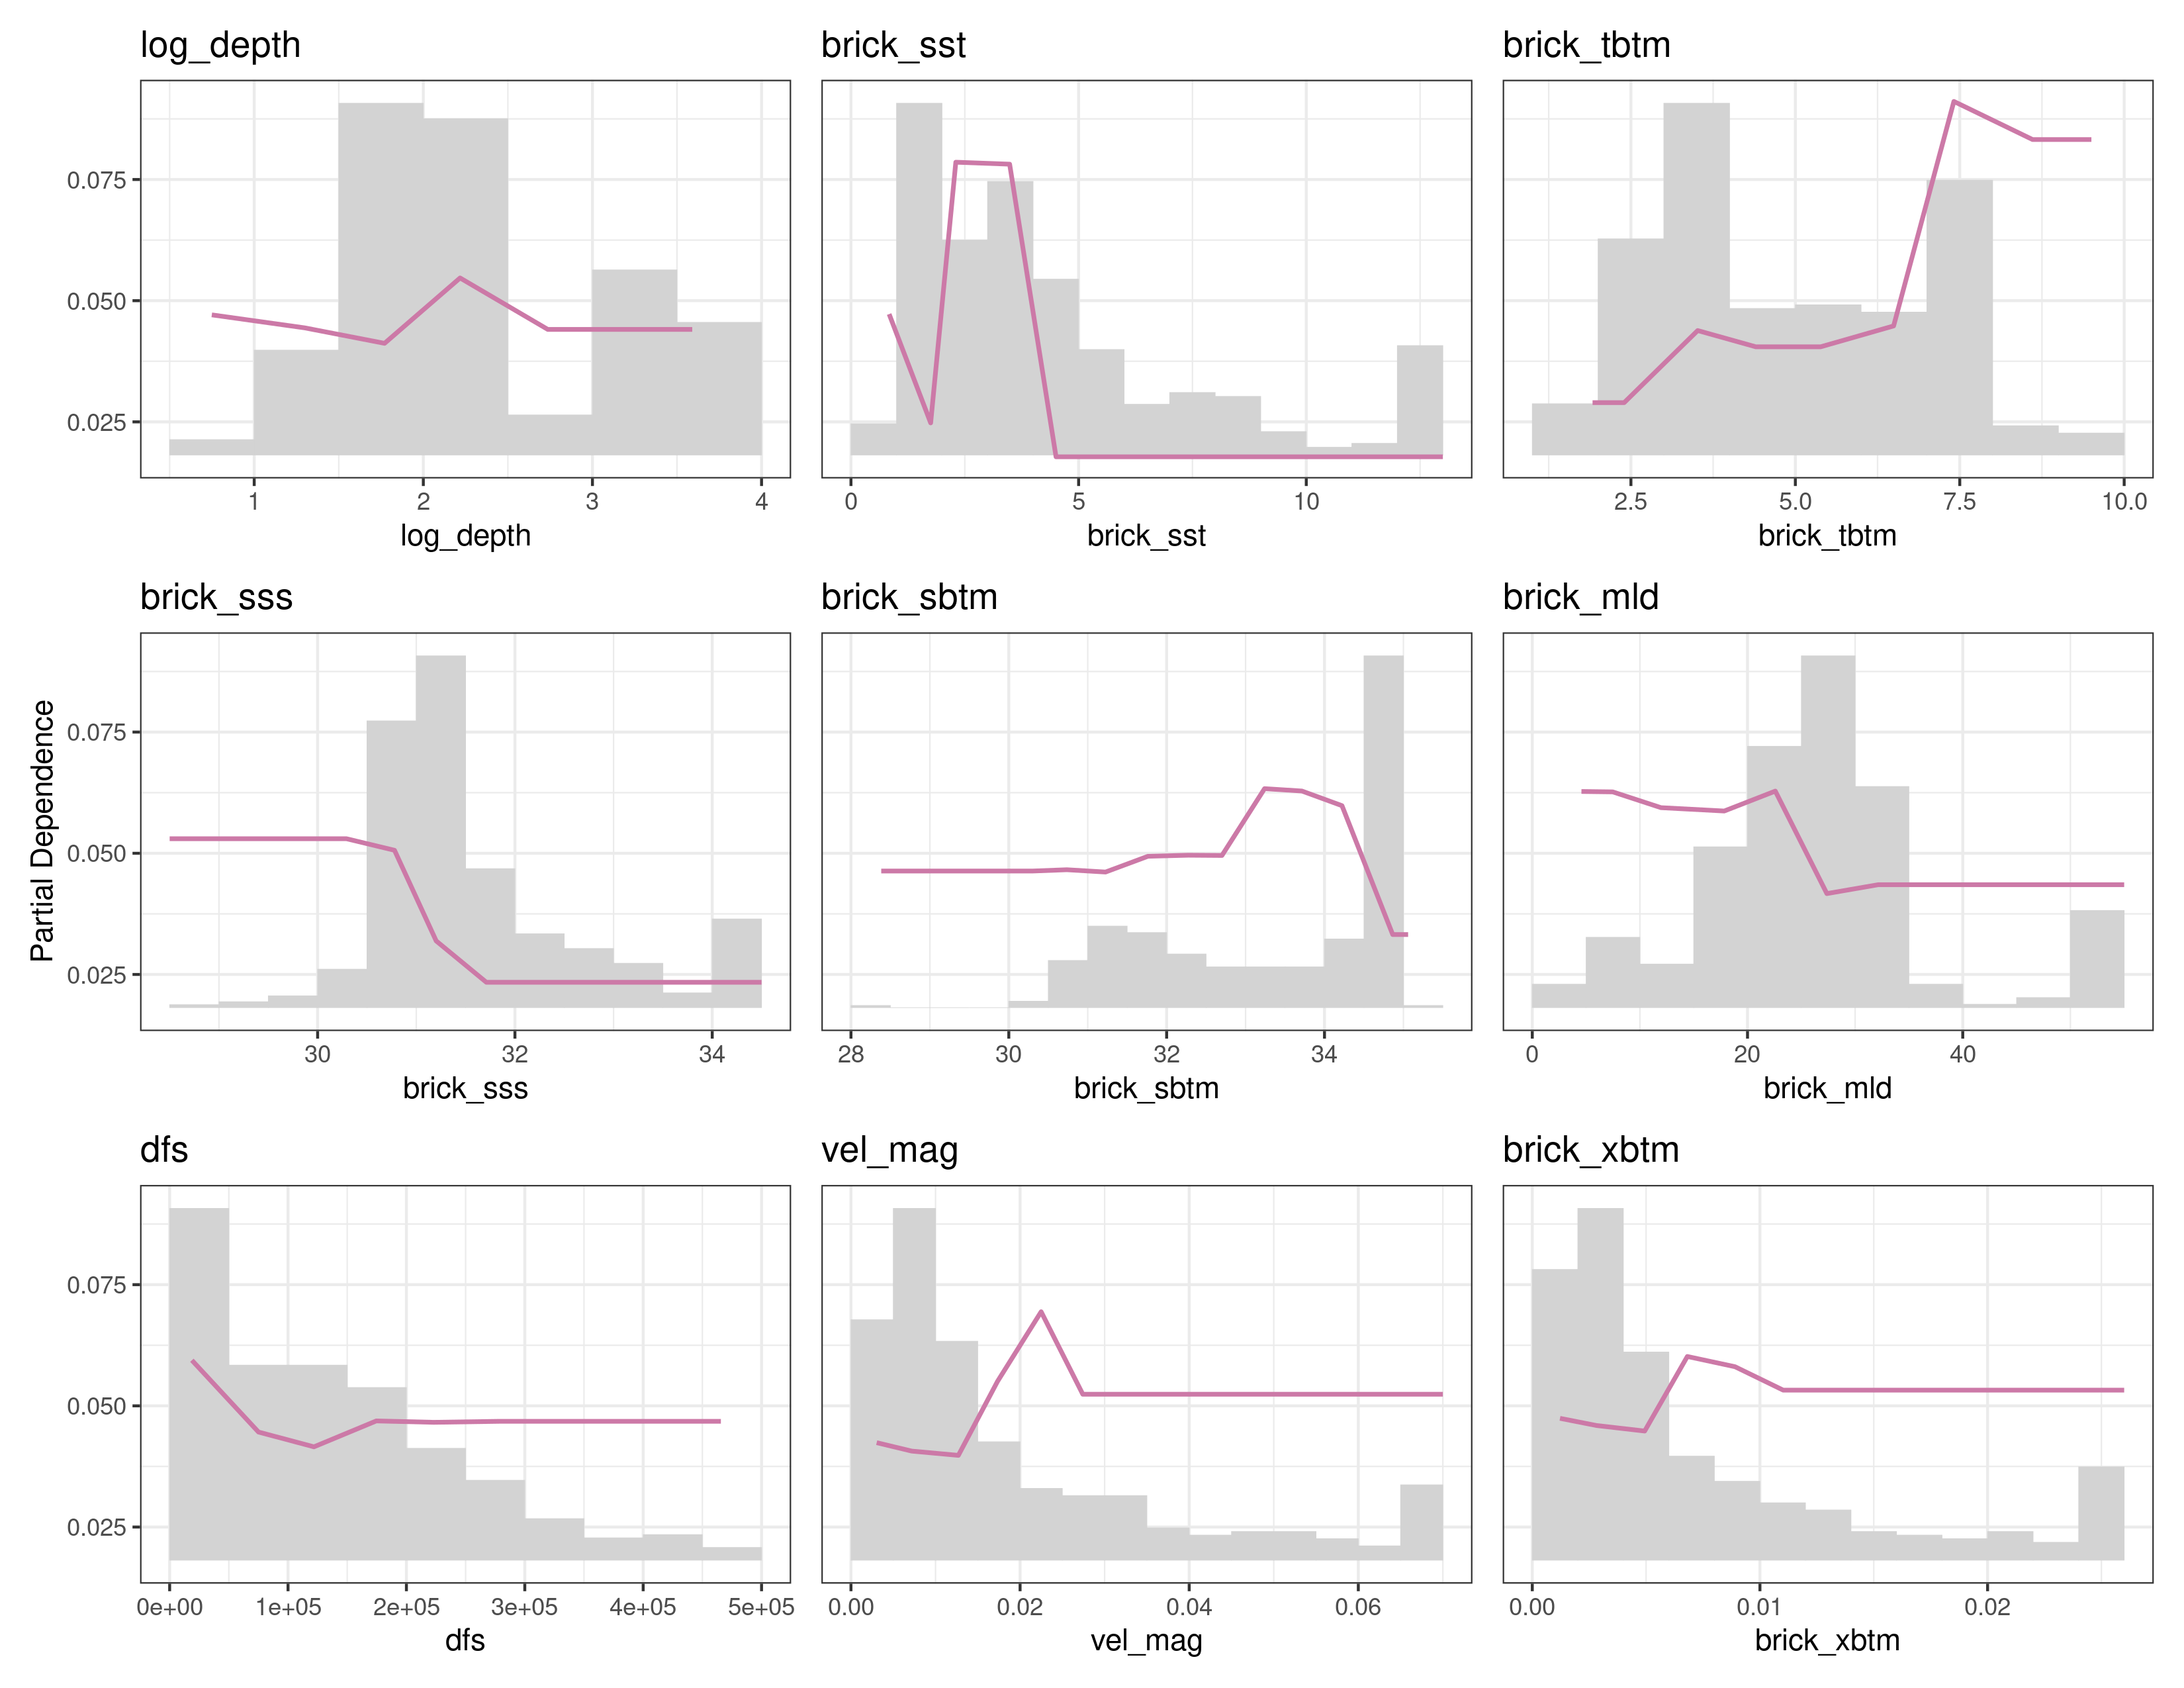 log_depth
brick_sst
brick_tbtm
0.075
0.050
0.025
1 2 3 4
0 5 10
2.5 5.0 7.5 10.0
log_depth
brick_sst
brick_tbtm
brick_sss
brick_sbtm
brick_mld
Partial Dependence
0.075
0.050
0.025
30 32 34
28 30 32 34
0 20 40
brick_sss
brick_sbtm
brick_mld
dfs
vel_mag
brick_xbtm
0.075
0.050
0.025
0e+00 1e+05 2e+05 3e+05 4e+05 5e+05
0.00 0.02 0.04 0.06
0.00 0.01 0.02
dfs
vel_mag
brick_xbtm